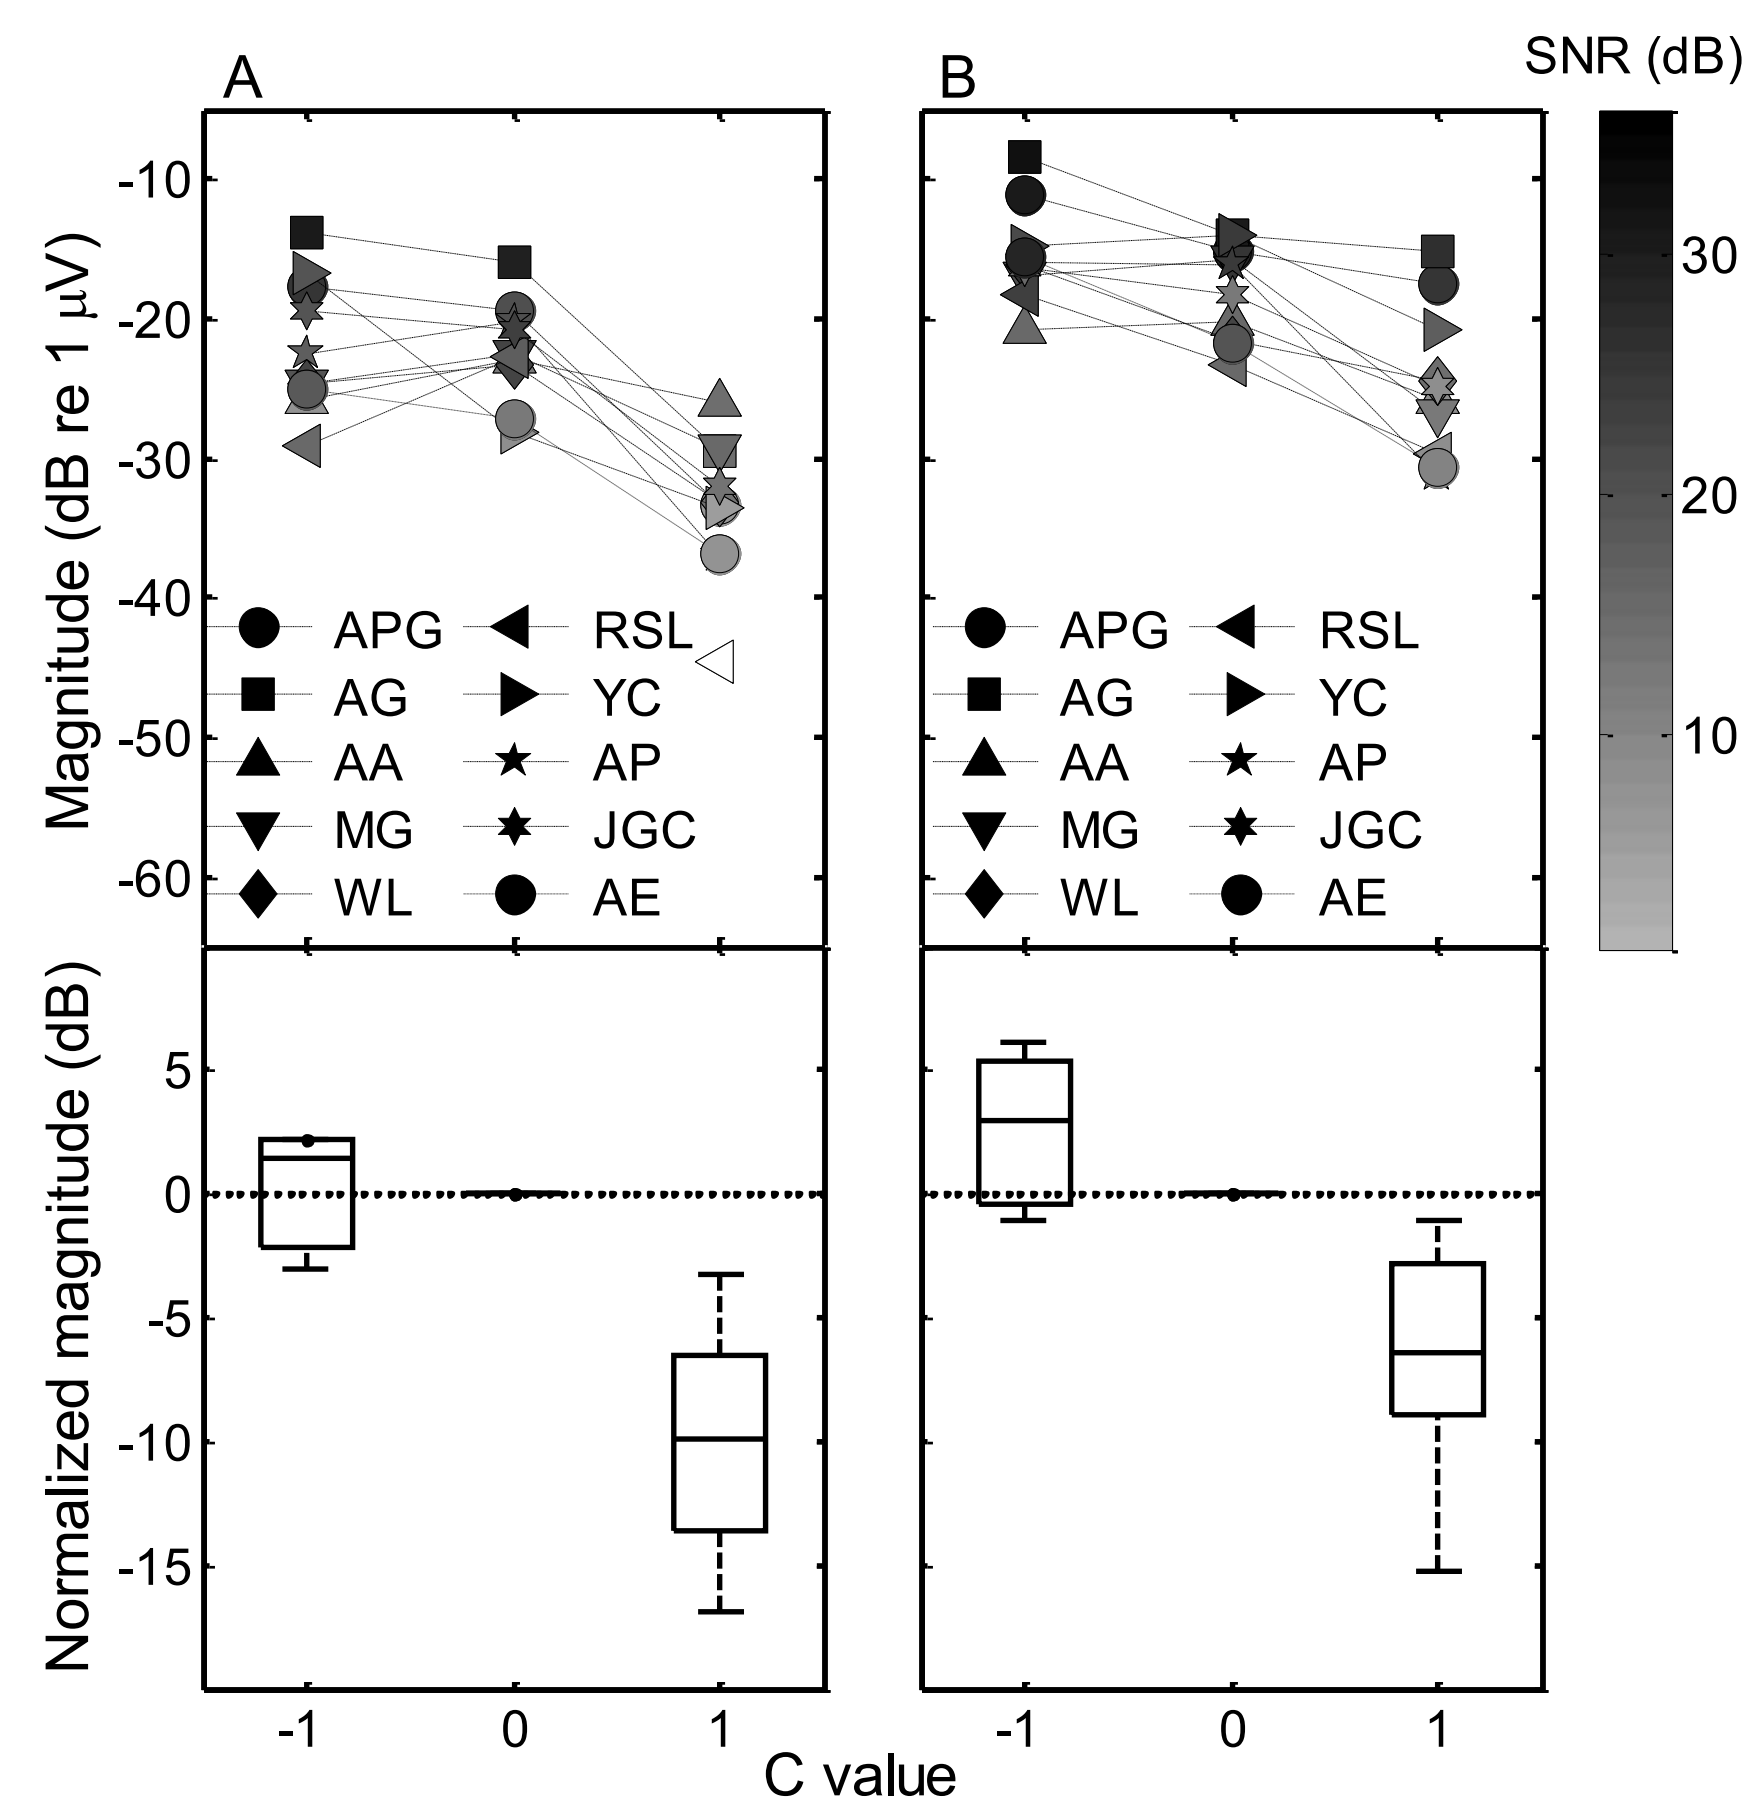 SNR (dB)
A
B
Magnitude (dB re 1 μV)
-10
-20
-30
-40
-50
-60
30
20
10
APG RSL
AG YC
AA AP
MG JGC
WL AE
APG RSL
AG YC
AA AP
MG JGC
WL AE
Normalized magnitude (dB)
5
0
-5
-10
-15
-1 0 1
-1 0 1
C value